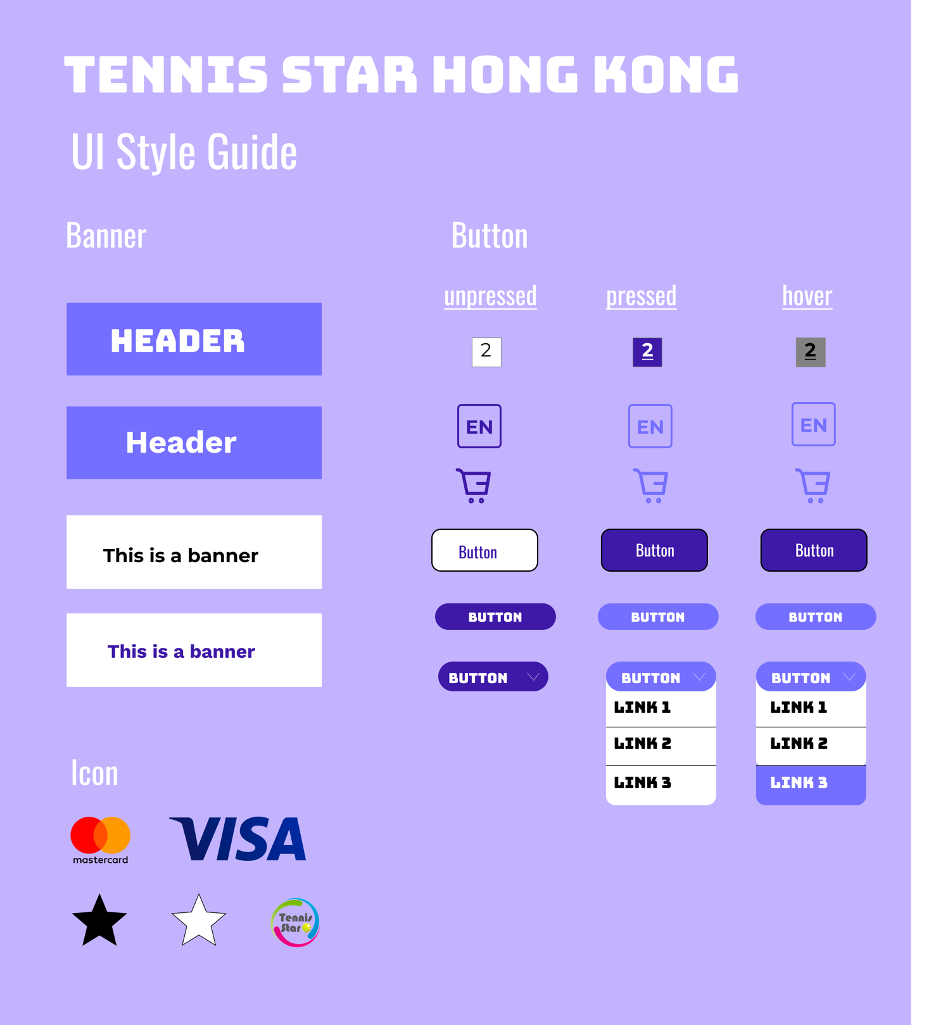 TENNIS STAR HONG KONG
UI Style Guide
Banner
HEADER
Header
This is a banner
This is a banner
Button
unpressed pressed hover
2 2 2
EN EN EN
Button Button Button
BUTTON BUTTON BUTTON
BUTTON BUTTON BUTTON
LINK 1 LINK 1
LINK 2 LINK 2
LINK 3 LINK 3
Icon
mastercard VISA
Tennis
Star